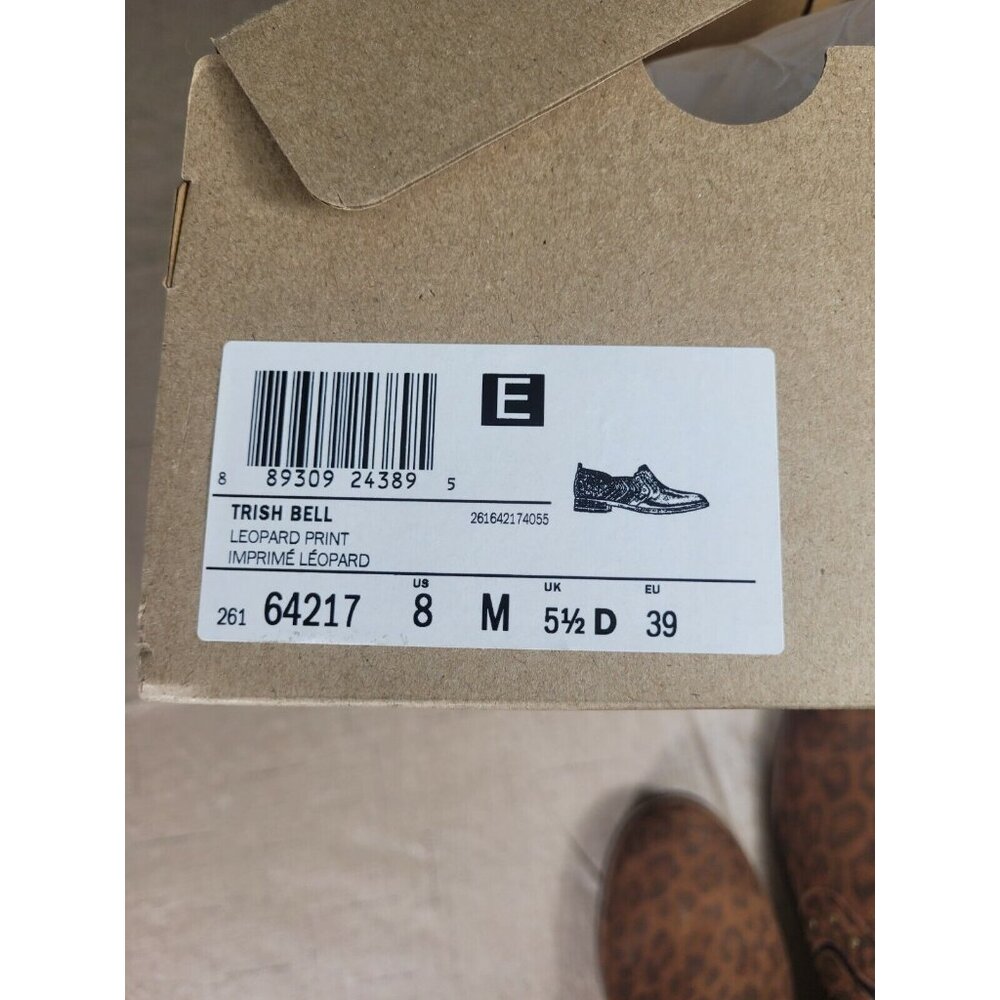 E
8 89309 24389 5
TRISH BELL 261642174055
LEOPARD PRINT
IMPRIMÉ LÉOPARD
US UK EU
261 64217 8 M 5½ D 39